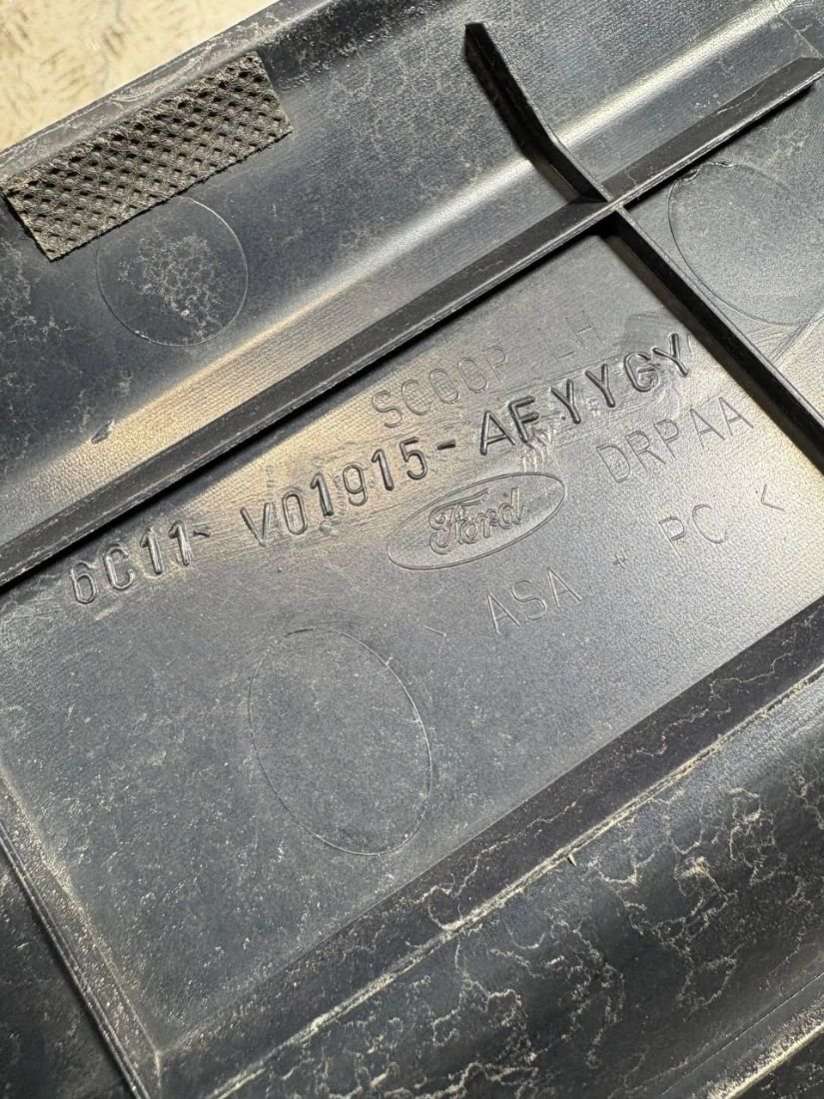 SCOOP LH
6C11-V01915-AFYYGY
Ford DRPAA
> ASA + PC <